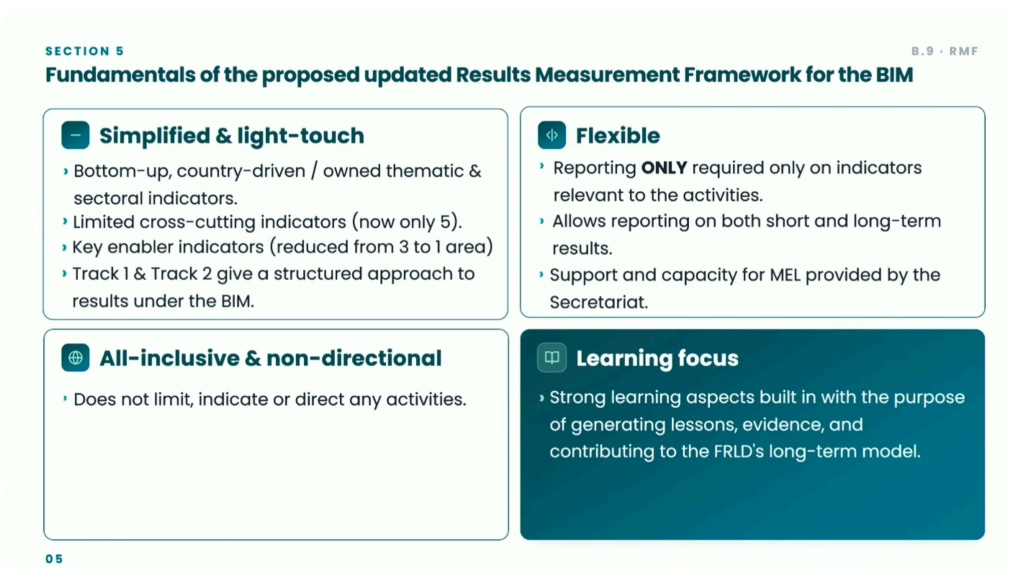 SECTION 5
B.9 · RMF
Fundamentals of the proposed updated Results Measurement Framework for the BIM
Simplified & light-touch
› Bottom-up, country-driven / owned thematic &
sectoral indicators.
› Limited cross-cutting indicators (now only 5).
› Key enabler indicators (reduced from 3 to 1 area)
› Track 1 & Track 2 give a structured approach to
results under the BIM.
Flexible
› Reporting ONLY required only on indicators
relevant to the activities.
› Allows reporting on both short and long-term
results.
› Support and capacity for MEL provided by the
Secretariat.
All-inclusive & non-directional
› Does not limit, indicate or direct any activities.
Learning focus
› Strong learning aspects built in with the purpose
of generating lessons, evidence, and
contributing to the FRLD's long-term model.
05